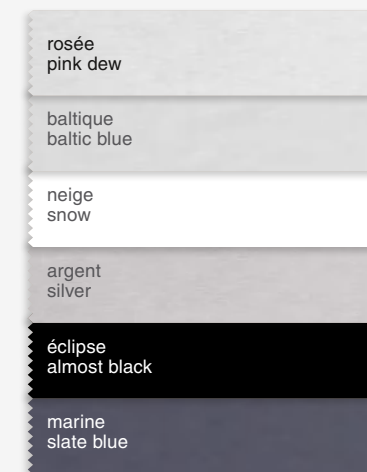 rosée
pink dew
baltique
baltic blue
neige
snow
argent
silver
éclipse
almost black
marine
slate blue